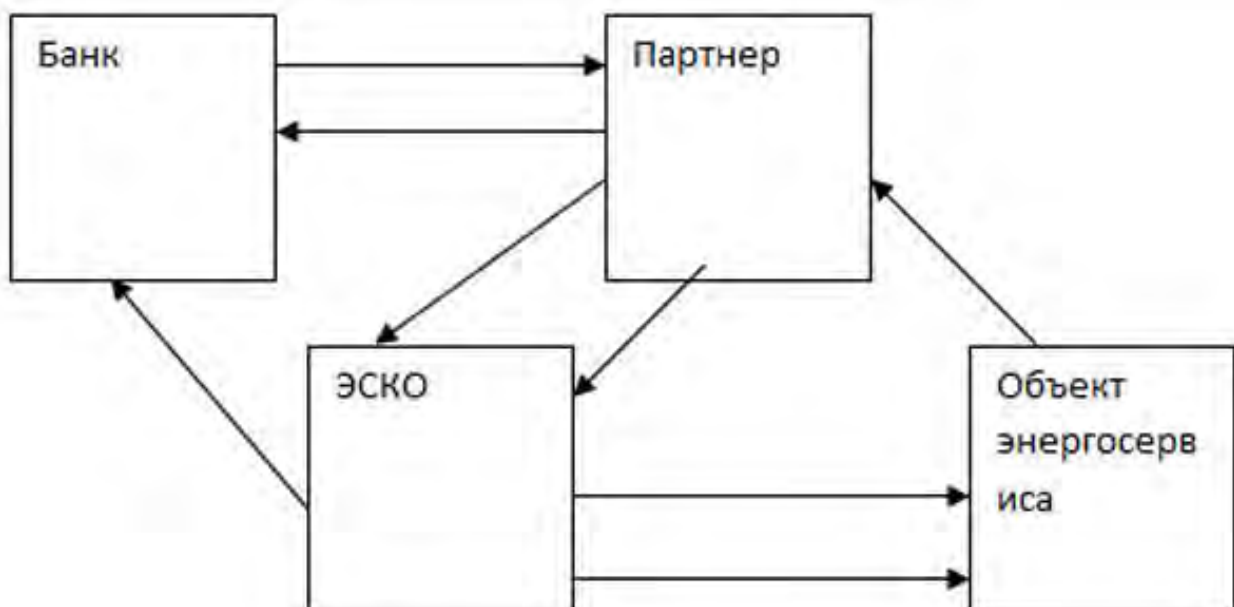 Банк
Партнер
ЭСКО
Объект
энергосерв
иса